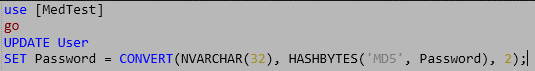 use [MedTest]
go
UPDATE User
SET Password = CONVERT(NVARCHAR(32), HASHBYTES('MD5', Password), 2);